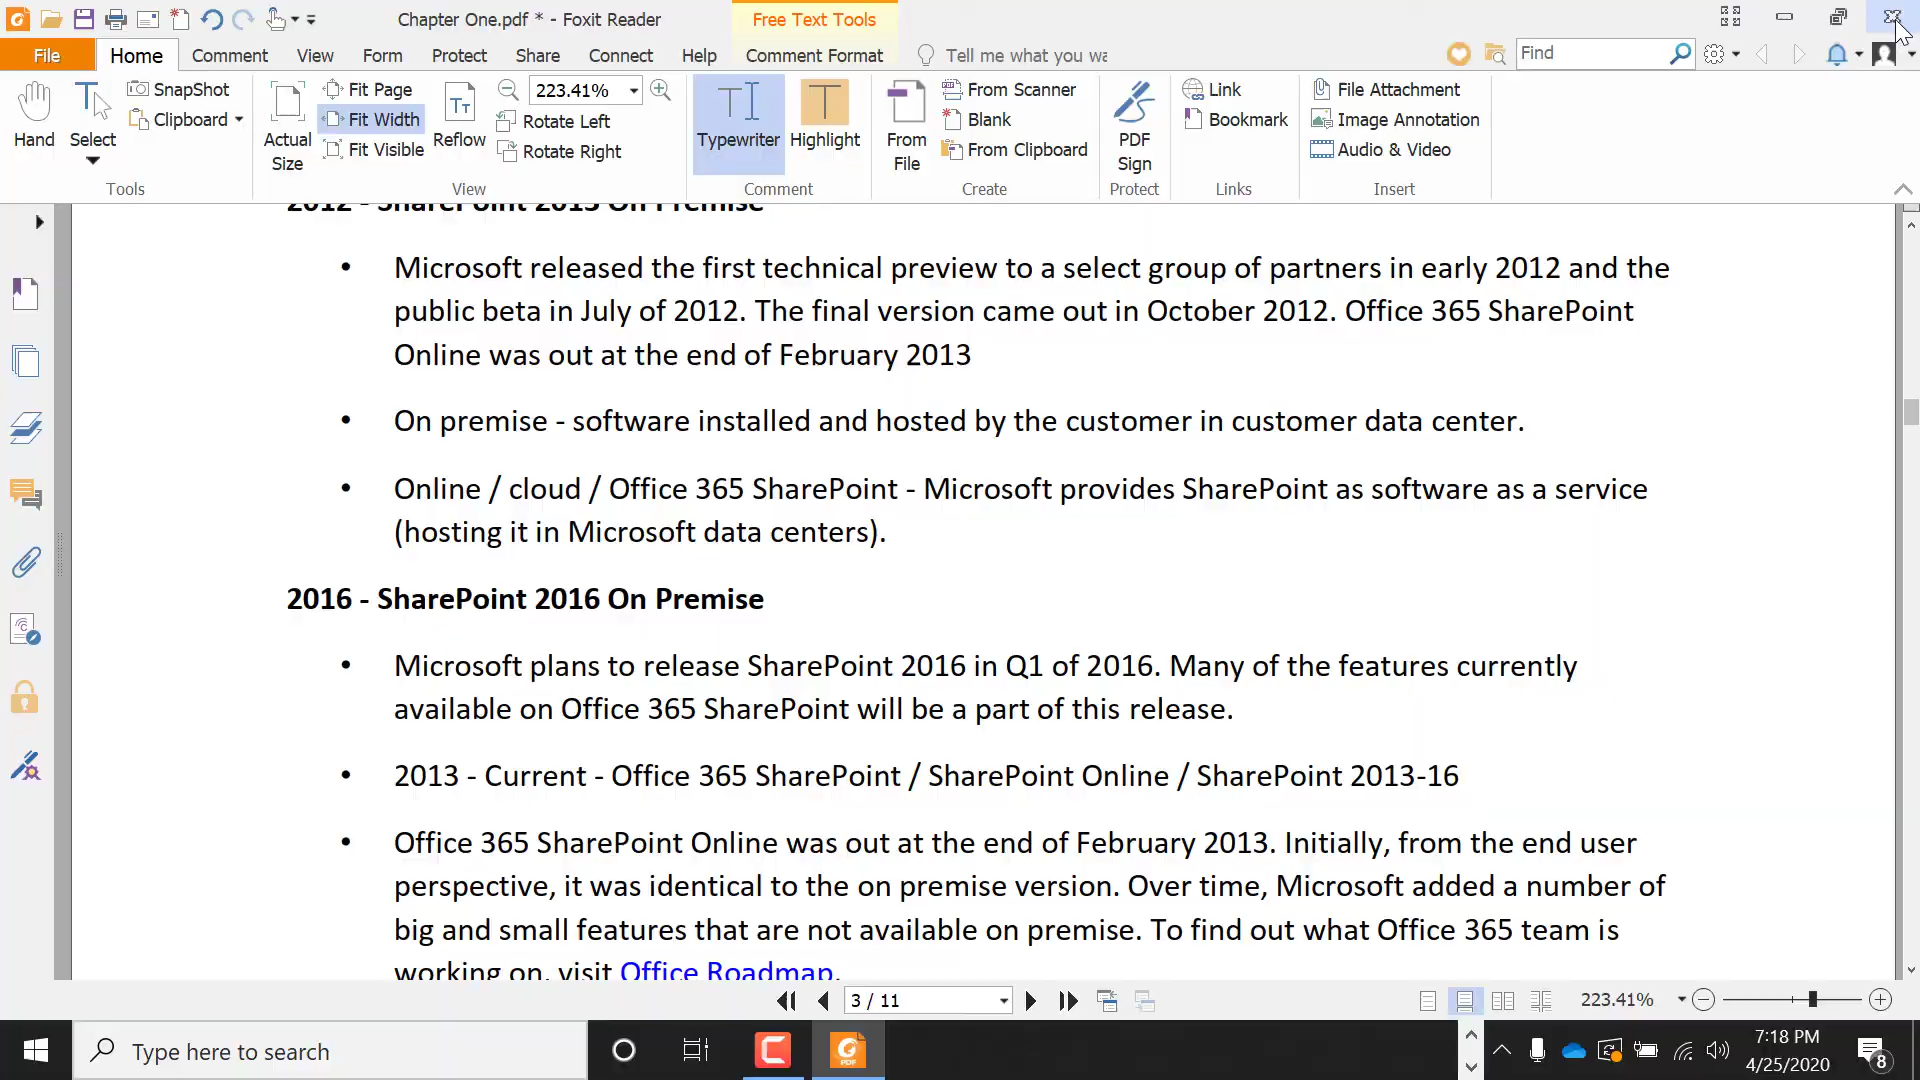 Chapter One.pdf * - Foxit Reader
Free Text Tools
File Home Comment View Form Protect Share Connect Help Comment Format Tell me what you wa Find
Hand
Select
SnapShot
Clipboard
Tools
Actual Size
Fit Page
Fit Width
Fit Visible
Reflow
223.41%
Rotate Left
Rotate Right
View
Typewriter
Highlight
Comment
From File
From Scanner
Blank
From Clipboard
Create
PDF Sign
Protect
Link
Bookmark
Links
File Attachment
Image Annotation
Audio & Video
Insert
2012 - SharePoint 2013 On Premise
• Microsoft released the first technical preview to a select group of partners in early 2012 and the
public beta in July of 2012. The final version came out in October 2012. Office 365 SharePoint
Online was out at the end of February 2013
• On premise - software installed and hosted by the customer in customer data center.
• Online / cloud / Office 365 SharePoint - Microsoft provides SharePoint as software as a service
(hosting it in Microsoft data centers).
2016 - SharePoint 2016 On Premise
• Microsoft plans to release SharePoint 2016 in Q1 of 2016. Many of the features currently
available on Office 365 SharePoint will be a part of this release.
• 2013 - Current - Office 365 SharePoint / SharePoint Online / SharePoint 2013-16
• Office 365 SharePoint Online was out at the end of February 2013. Initially, from the end user
perspective, it was identical to the on premise version. Over time, Microsoft added a number of
big and small features that are not available on premise. To find out what Office 365 team is
working on, visit Office Roadmap.
3 / 11
223.41%
Type here to search
PDF
7:18 PM
4/25/2020
8